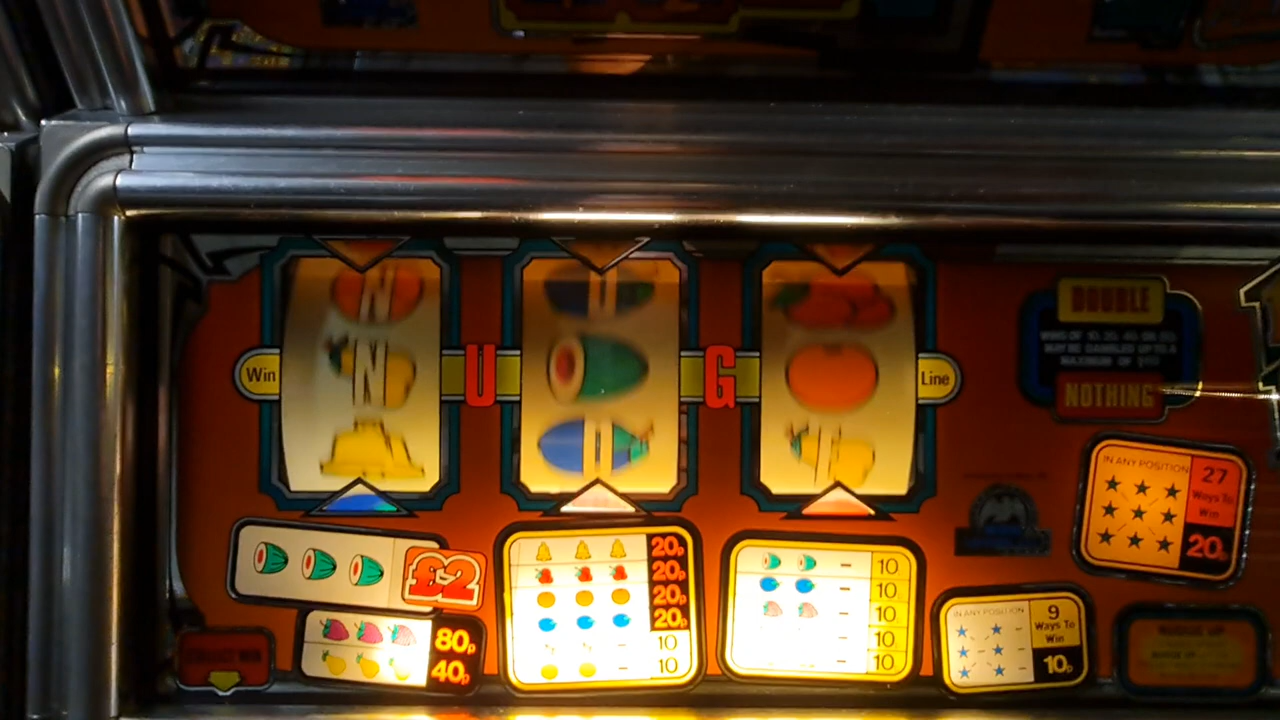 DOUBLE
NOTHING
N
N
Win
U
G
Line
IN ANY POSITION
27
Ways To
Win
20p
£2
80p
40p
20p
20p
20p
20p
10
10
- 10
- 10
- 10
- 10
- 10
IN ANY POSITION
9
Ways To
Win
10p